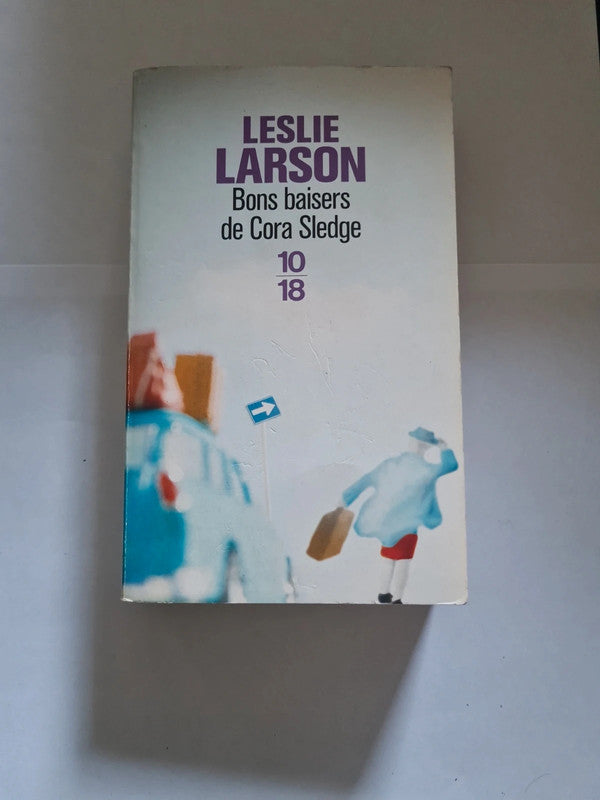 LESLIE
LARSON
Bons baisers
de Cora Sledge
10
18